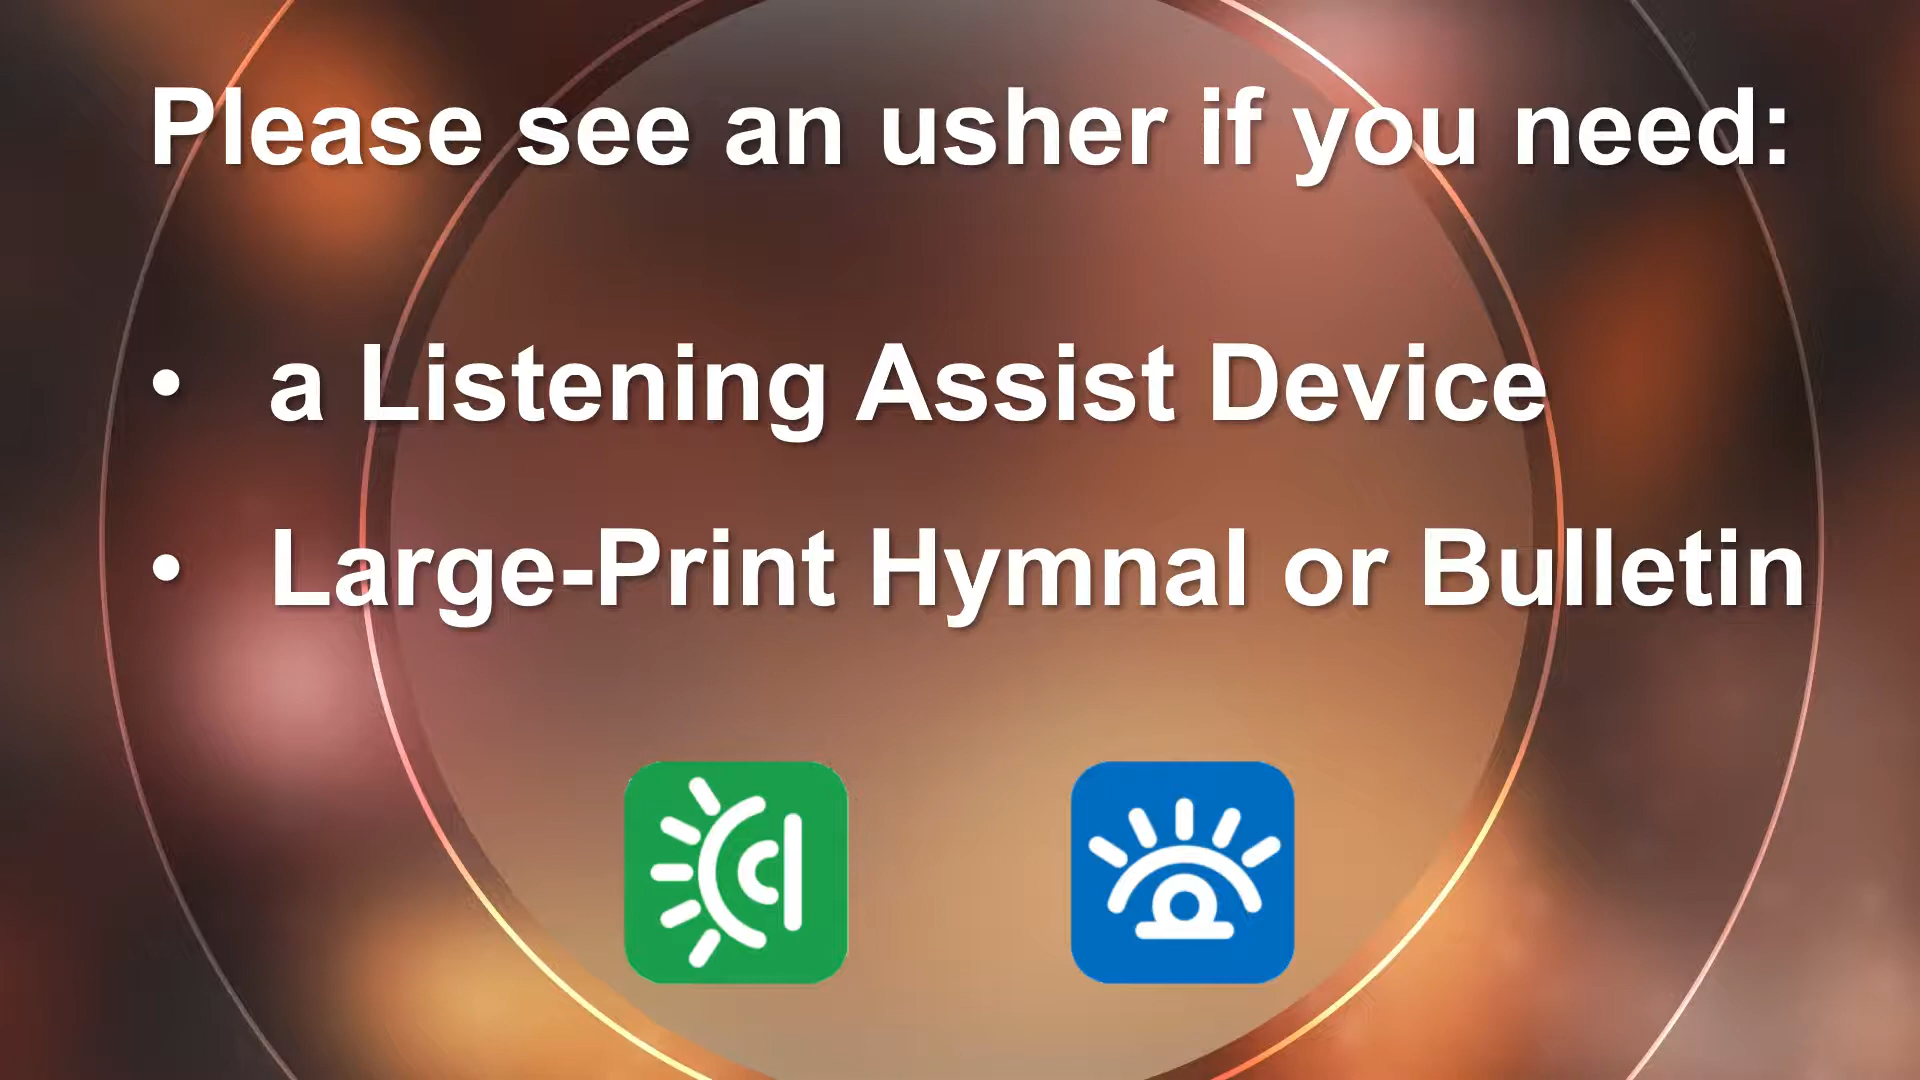 Please see an usher if you need:
• a Listening Assist Device
• Large-Print Hymnal or Bulletin